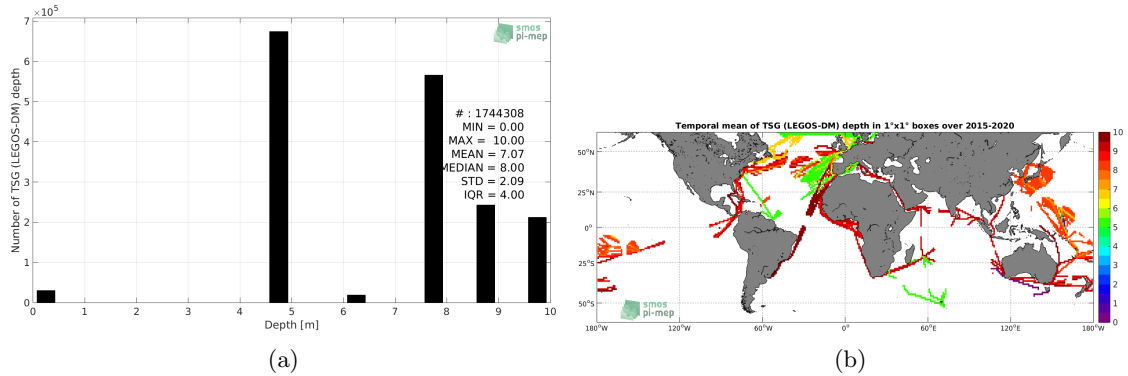 7 ×10⁵
6
5
4
3
2
1
0
Number of TSG (LEGOS-DM) depth
smos
pi-mep
# : 1744308
MIN = 0.00
MAX = 10.00
MEAN = 7.07
MEDIAN = 8.00
STD = 2.09
IQR = 4.00
0 1 2 3 4 5 6 7 8 9 10
Depth [m]
(a)
Temporal mean of TSG (LEGOS-DM) depth in 1°x1° boxes over 2015-2020
50°N
25°N
0°
25°S
50°S
smos
pi-mep
180°W 120°W 60°W 0° 60°E 120°E 180°W
10
9
8
7
6
5
4
3
2
1
0
(b)